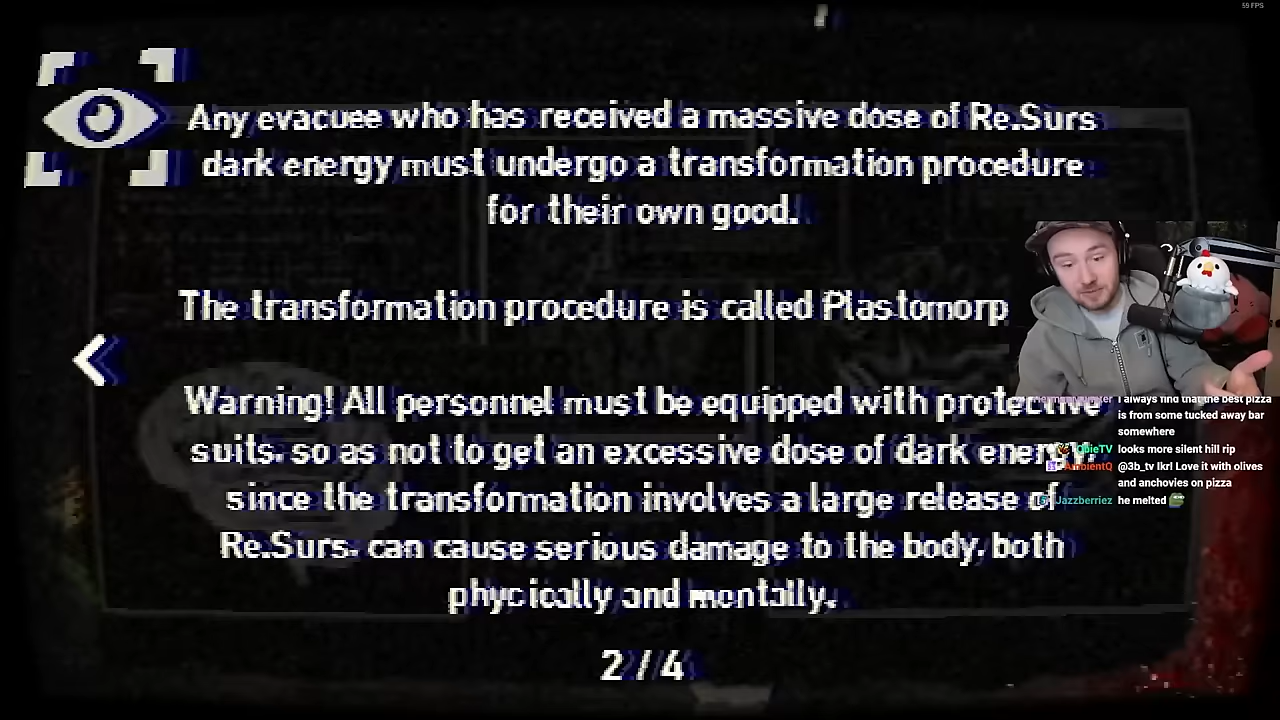 59 FPS
Any evacuee who has received a massive dose of Re.Surs
dark energy must undergo a transformation procedure
for their own good.
The transformation procedure is called Plastomorp
Warning! All personnel must be equipped with protective
suits. so as not to get an excessive dose of dark energy.
since the transformation involves a large release of
Re.Surs. can cause serious damage to the body. both
phycically and mentally.
2 / 4
I always find that the best pizza
is from some tucked away bar
somewhere
looks more silent hill rip
AmbientQ @3b_tv Ikr! Love it with olives
and anchovies on pizza
Jazzberriez he melted